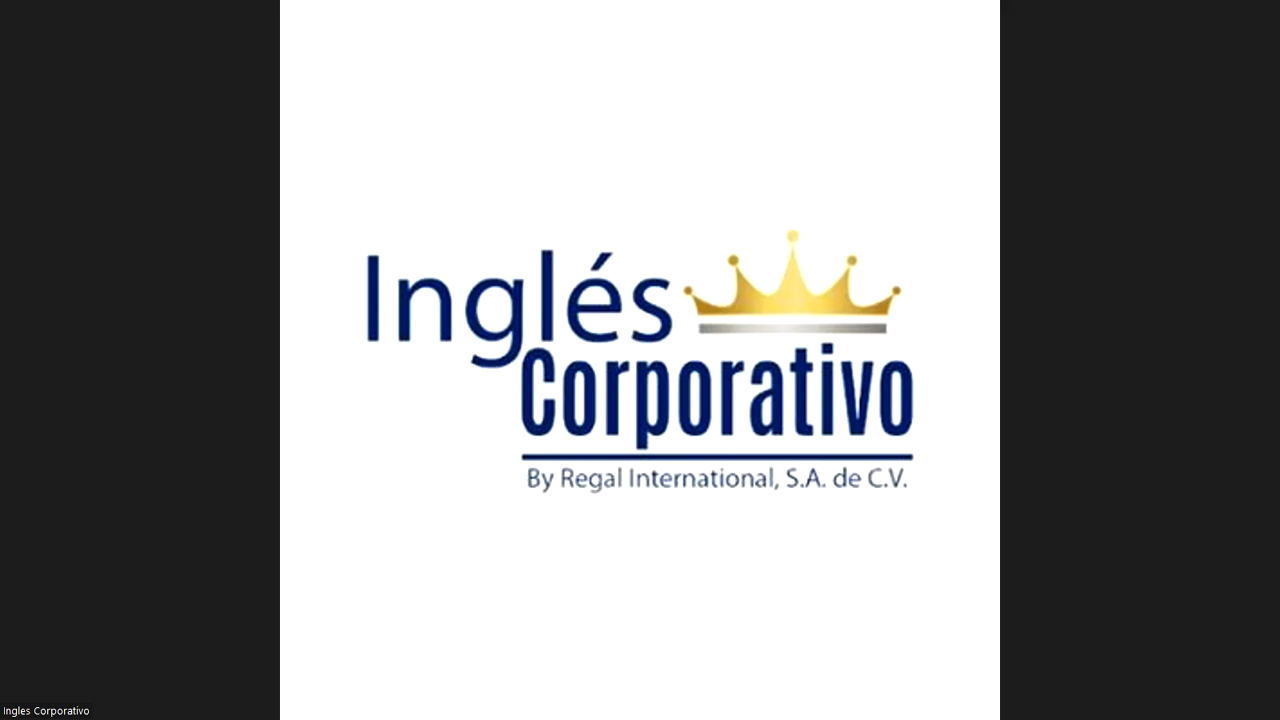 Inglés
Corporativo
By Regal International, S.A. de C.V.
Ingles Corporativo